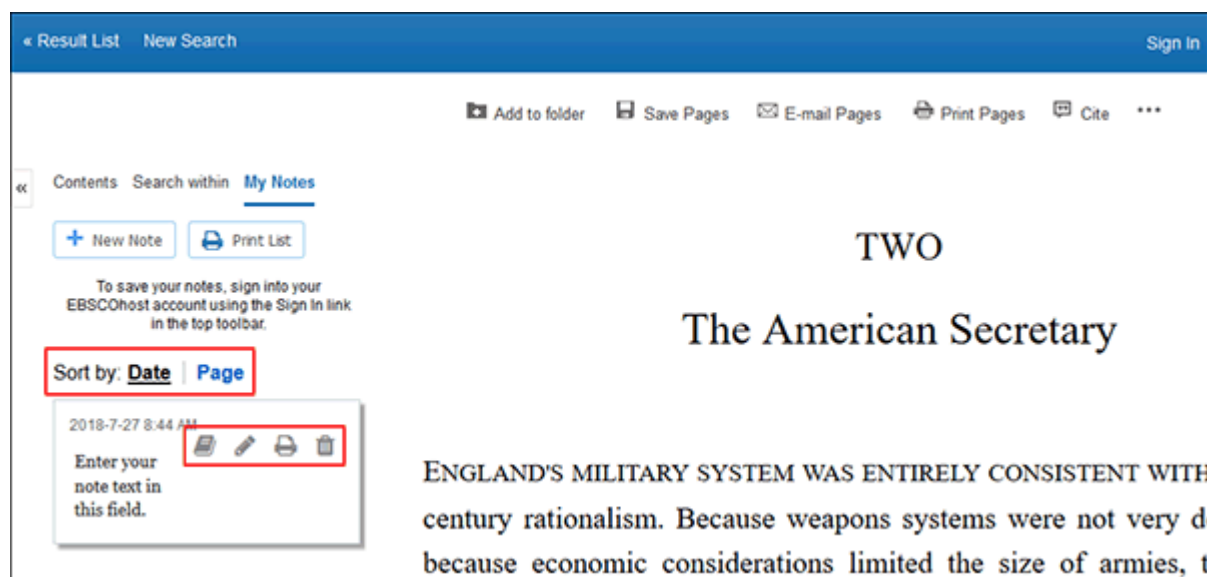 « Result List New Search Sign In
Add to folder Save Pages E-mail Pages Print Pages Cite •••
« Contents Search within My Notes
+ New Note Print List
To save your notes, sign into your
EBSCOhost account using the Sign In link
in the top toolbar.
Sort by: Date | Page
2018-7-27 8:44 AM
Enter your
note text in
this field.
TWO
The American Secretary
ENGLAND'S MILITARY SYSTEM WAS ENTIRELY CONSISTENT WITH
century rationalism. Because weapons systems were not very
because economic considerations limited the size of armies,